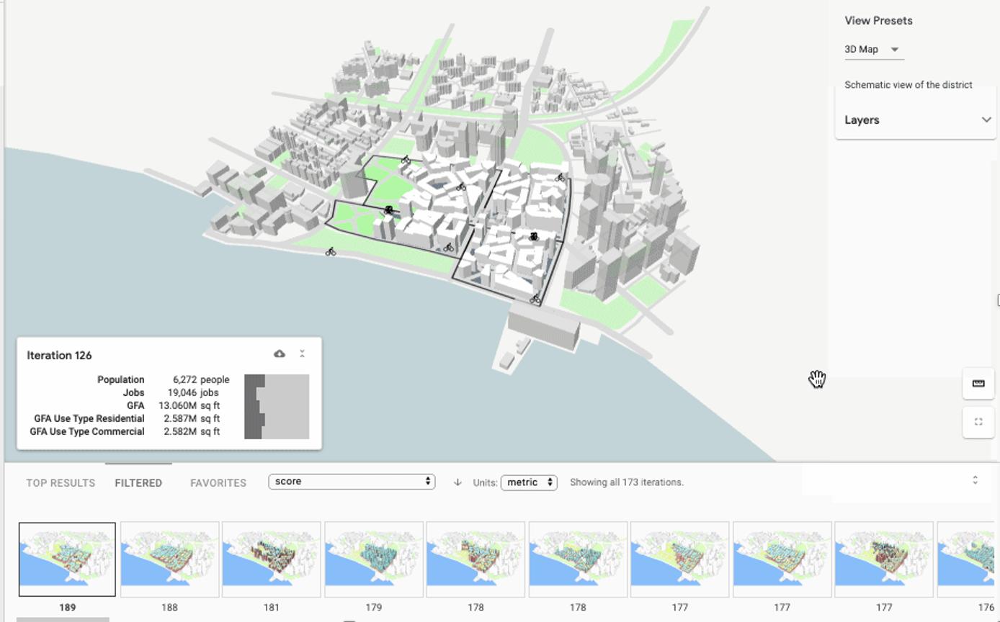 View Presets
3D Map
Schematic view of the district
Layers
Iteration 126
Population 6,272 people
Jobs 19,046 jobs
GFA 13.060M sq ft
GFA Use Type Residential 2.587M sq ft
GFA Use Type Commercial 2.582M sq ft
TOP RESULTS FILTERED FAVORITES score Units: metric Showing all 173 iterations.
189 188 181 179 178 178 177 177 177 176